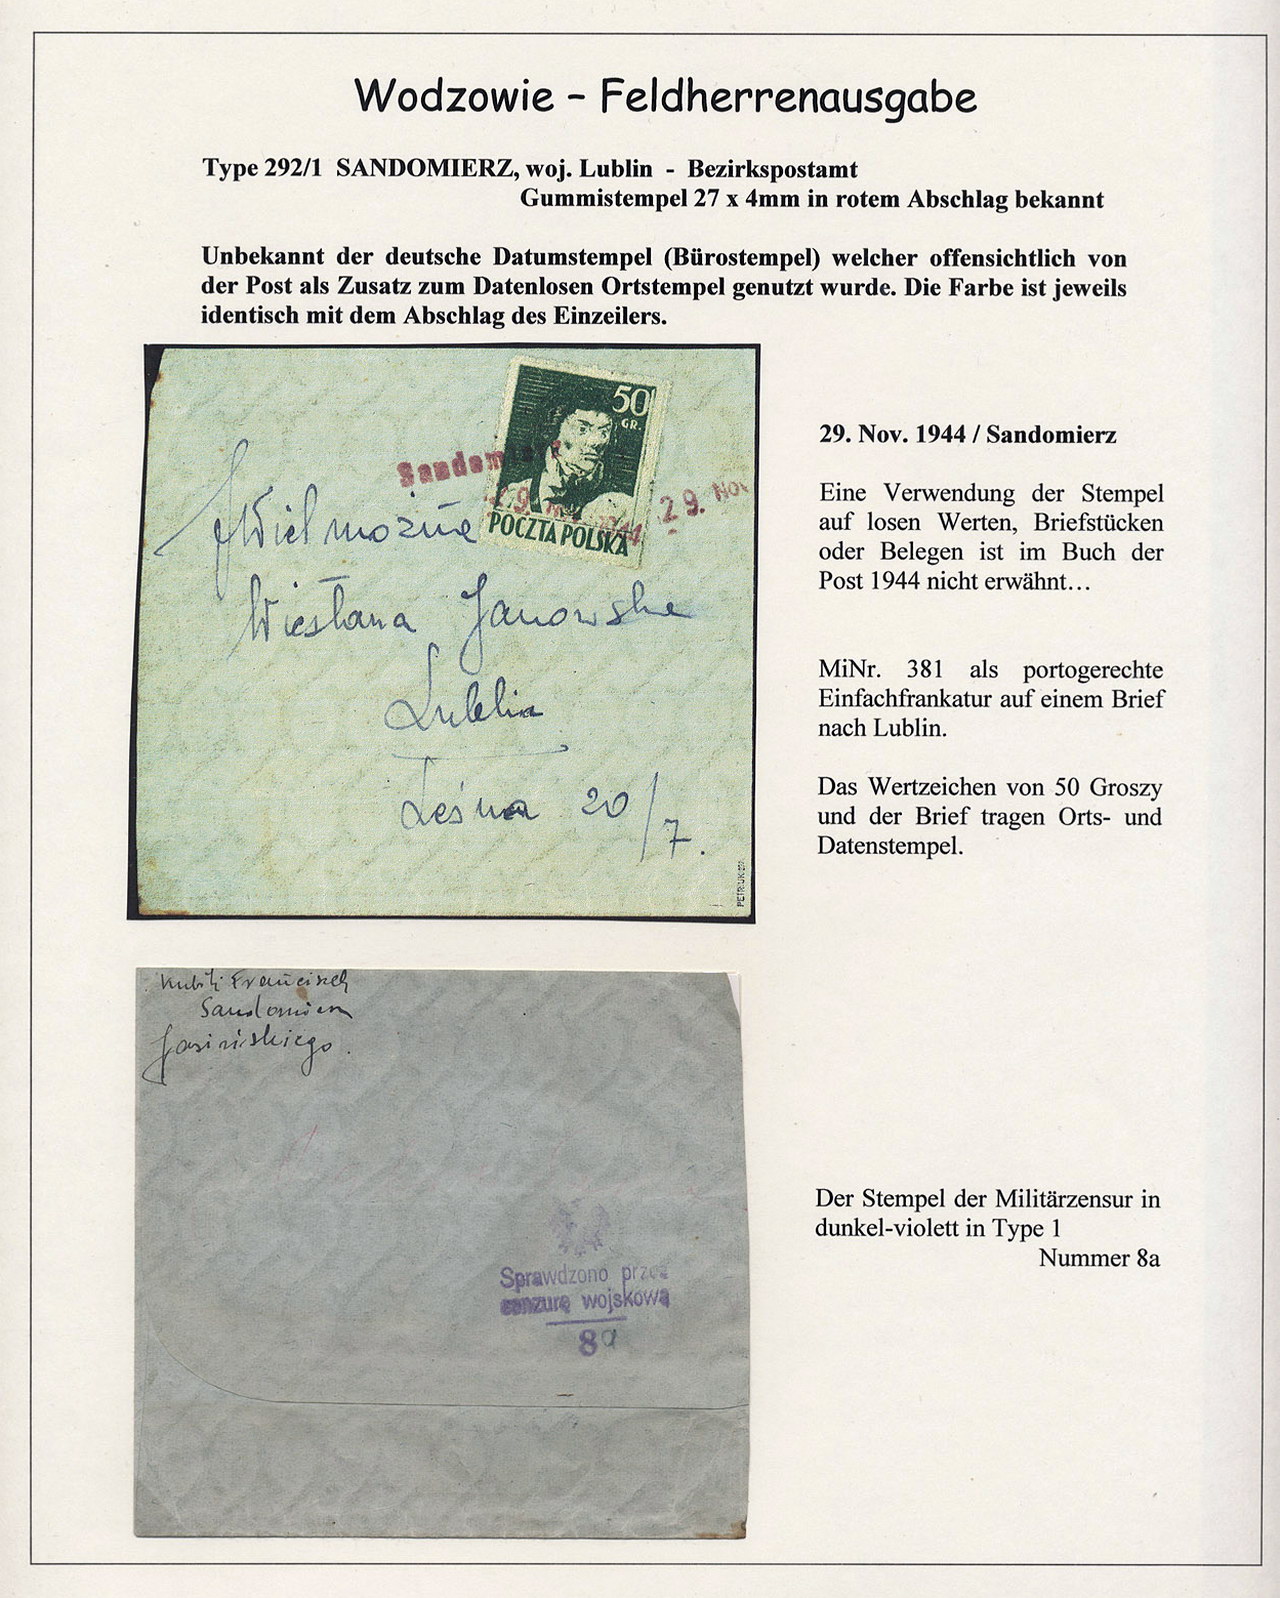 Wodzowie – Feldherrenausgabe
Type 292/1 SANDOMIERZ, woj. Lublin - Bezirkspostamt
Gummistempel 27 x 4mm in rotem Abschlag bekannt
Unbekannt der deutsche Datumstempel (Bürostempel) welcher offensichtlich von
der Post als Zusatz zum Datenlosen Ortstempel genutzt wurde. Die Farbe ist jeweils
identisch mit dem Abschlag des Einzeilers.
50
GR.
POCZTA POLSKA
Sandom
29. Nov
Wielmożna
Wiesława Janowska
Lublin
Leśna 20/7.
29. Nov. 1944 / Sandomierz
Eine Verwendung der Stempel
auf losen Werten, Briefstücken
oder Belegen ist im Buch der
Post 1944 nicht erwähnt…
MiNr. 381 als portogerechte
Einfachfrankatur auf einem Brief
nach Lublin.
Das Wertzeichen von 50 Groszy
und der Brief tragen Orts- und
Datenstempel.
Franciszek
Sandomierz
Jasińskiego
Sprawdzono przez
cenzurę wojskową
8a
Der Stempel der Militärzensur in
dunkel-violett in Type 1
Nummer 8a